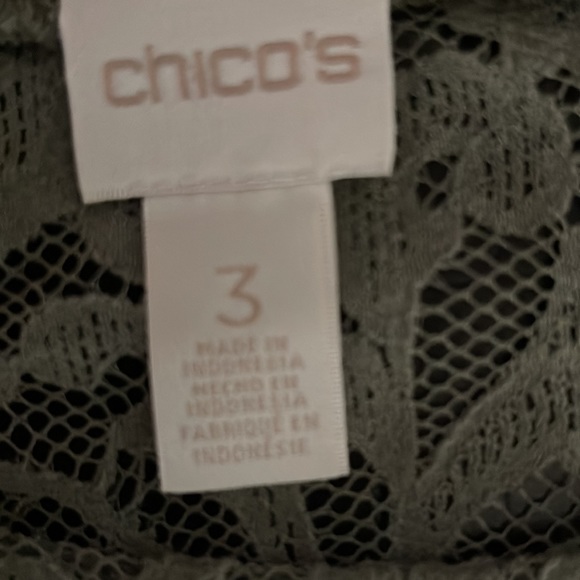 chico's
3
MADE IN
INDONESIA
HECHO EN
INDONESIA
FABRIQUÉ EN
INDONÉSIE